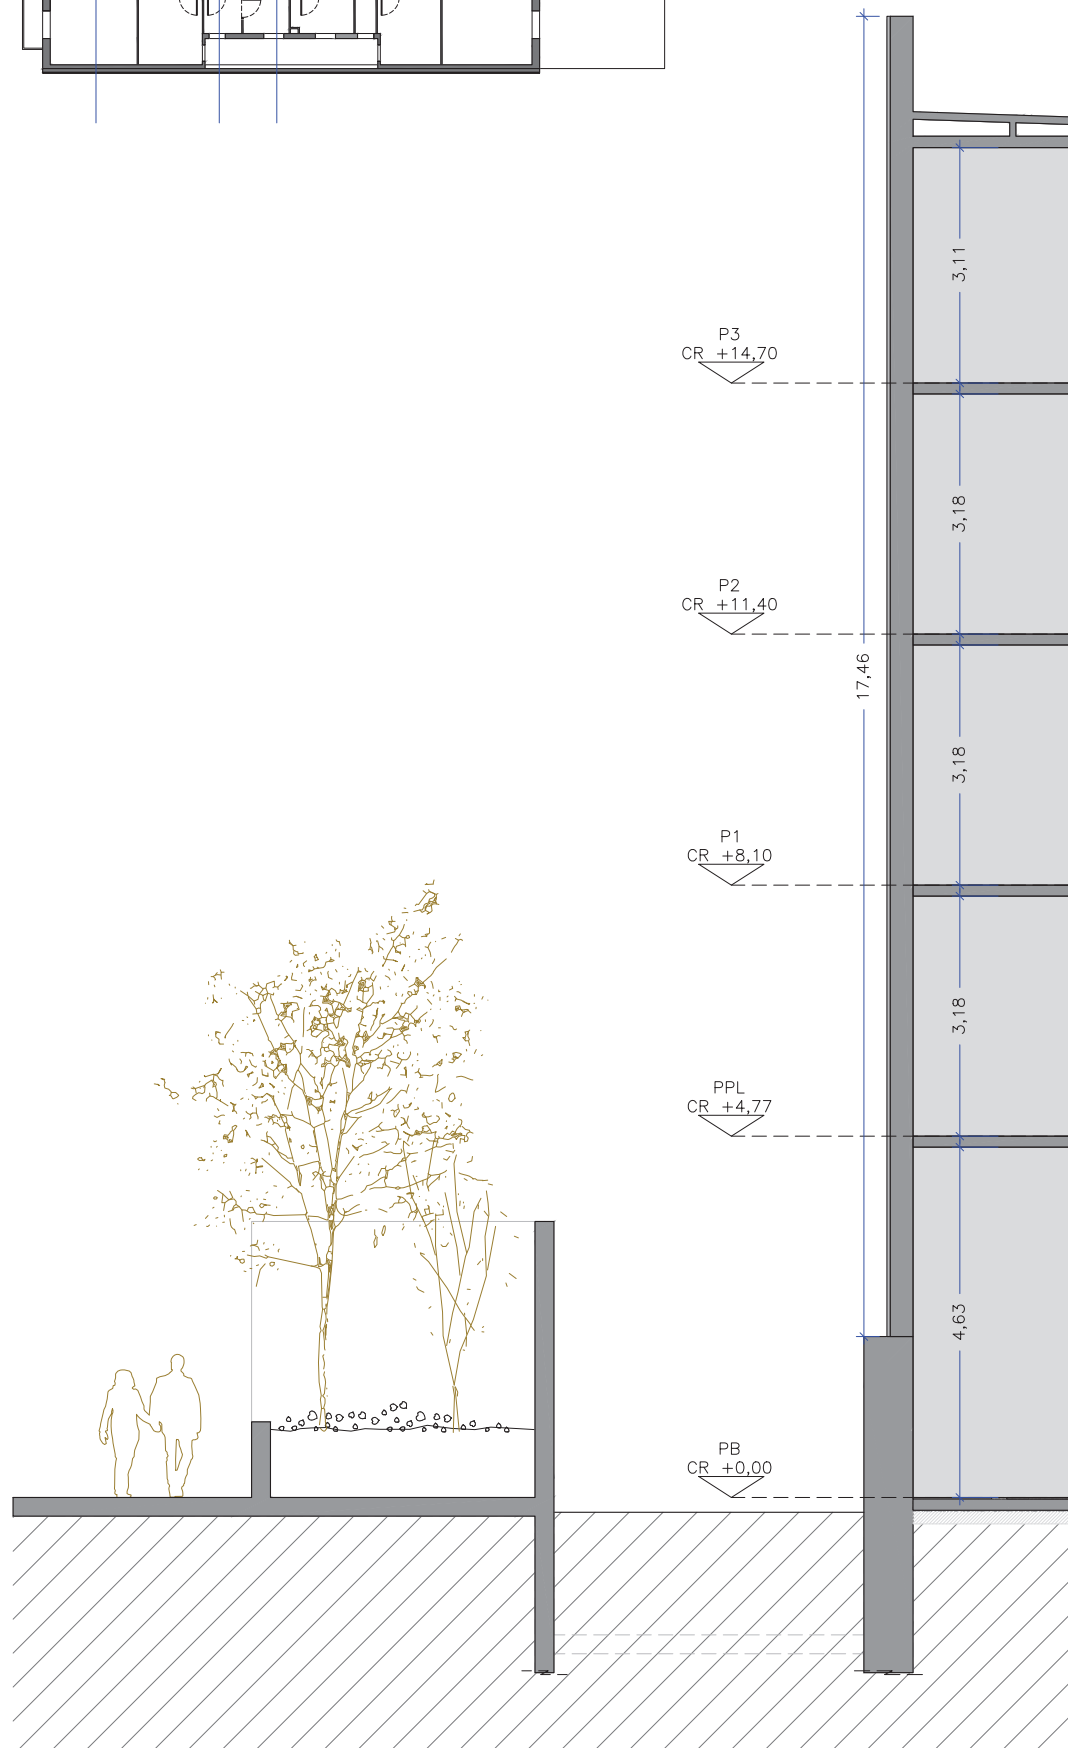 3,11
P3
CR +14,70
3,18
P2
CR +11,40
17,46
3,18
P1
CR +8,10
3,18
PPL
CR +4,77
4,63
PB
CR +0,00